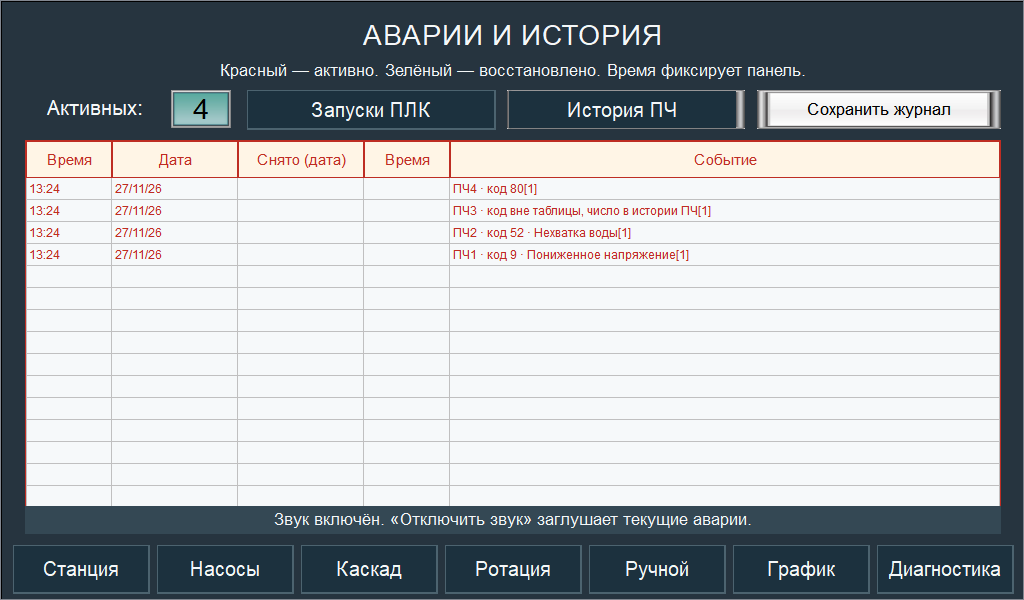 АВАРИИ И ИСТОРИЯ
Красный — активно. Зелёный — восстановлено. Время фиксирует панель.
Активных: 4 Запуски ПЛК История ПЧ Сохранить журнал
Время Дата Снято (дата) Время Событие
13:24 27/11/26 ПЧ4 · код 80[1]
13:24 27/11/26 ПЧ3 · код вне таблицы, число в истории ПЧ[1]
13:24 27/11/26 ПЧ2 · код 52 · Нехватка воды[1]
13:24 27/11/26 ПЧ1 · код 9 · Пониженное напряжение[1]
Звук включён. «Отключить звук» заглушает текущие аварии.
Станция Насосы Каскад Ротация Ручной График Диагностика